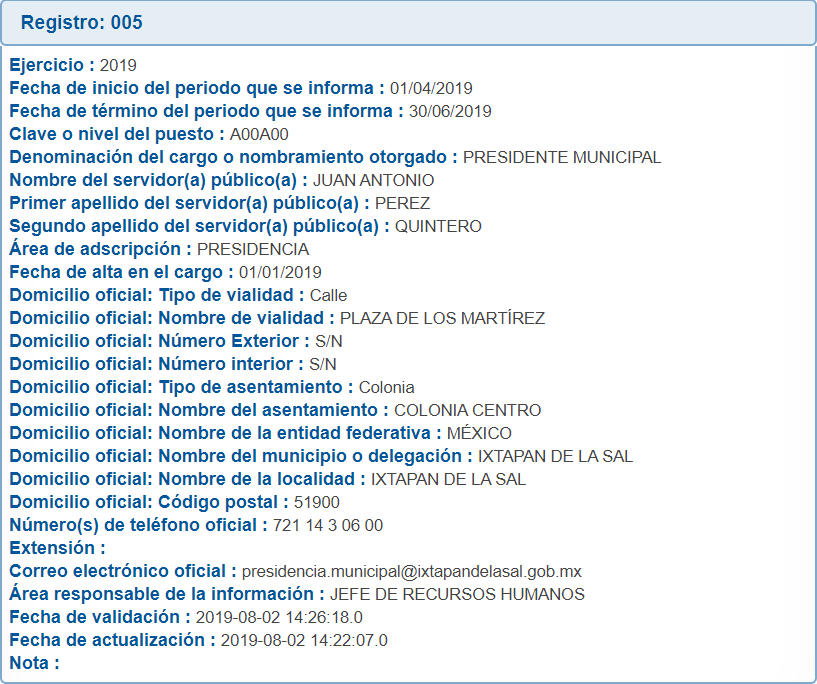 Registro: 005
Ejercicio : 2019
Fecha de inicio del periodo que se informa : 01/04/2019
Fecha de término del periodo que se informa : 30/06/2019
Clave o nivel del puesto : A00A00
Denominación del cargo o nombramiento otorgado : PRESIDENTE MUNICIPAL
Nombre del servidor(a) público(a) : JUAN ANTONIO
Primer apellido del servidor(a) público(a) : PEREZ
Segundo apellido del servidor(a) público(a) : QUINTERO
Área de adscripción : PRESIDENCIA
Fecha de alta en el cargo : 01/01/2019
Domicilio oficial: Tipo de vialidad : Calle
Domicilio oficial: Nombre de vialidad : PLAZA DE LOS MARTÍREZ
Domicilio oficial: Número Exterior : S/N
Domicilio oficial: Número interior : S/N
Domicilio oficial: Tipo de asentamiento : Colonia
Domicilio oficial: Nombre del asentamiento : COLONIA CENTRO
Domicilio oficial: Nombre de la entidad federativa : MÉXICO
Domicilio oficial: Nombre del municipio o delegación : IXTAPAN DE LA SAL
Domicilio oficial: Nombre de la localidad : IXTAPAN DE LA SAL
Domicilio oficial: Código postal : 51900
Número(s) de teléfono oficial : 721 14 3 06 00
Extensión :
Correo electrónico oficial : presidencia.municipal@ixtapandelasal.gob.mx
Área responsable de la información : JEFE DE RECURSOS HUMANOS
Fecha de validación : 2019-08-02 14:26:18.0
Fecha de actualización : 2019-08-02 14:22:07.0
Nota :